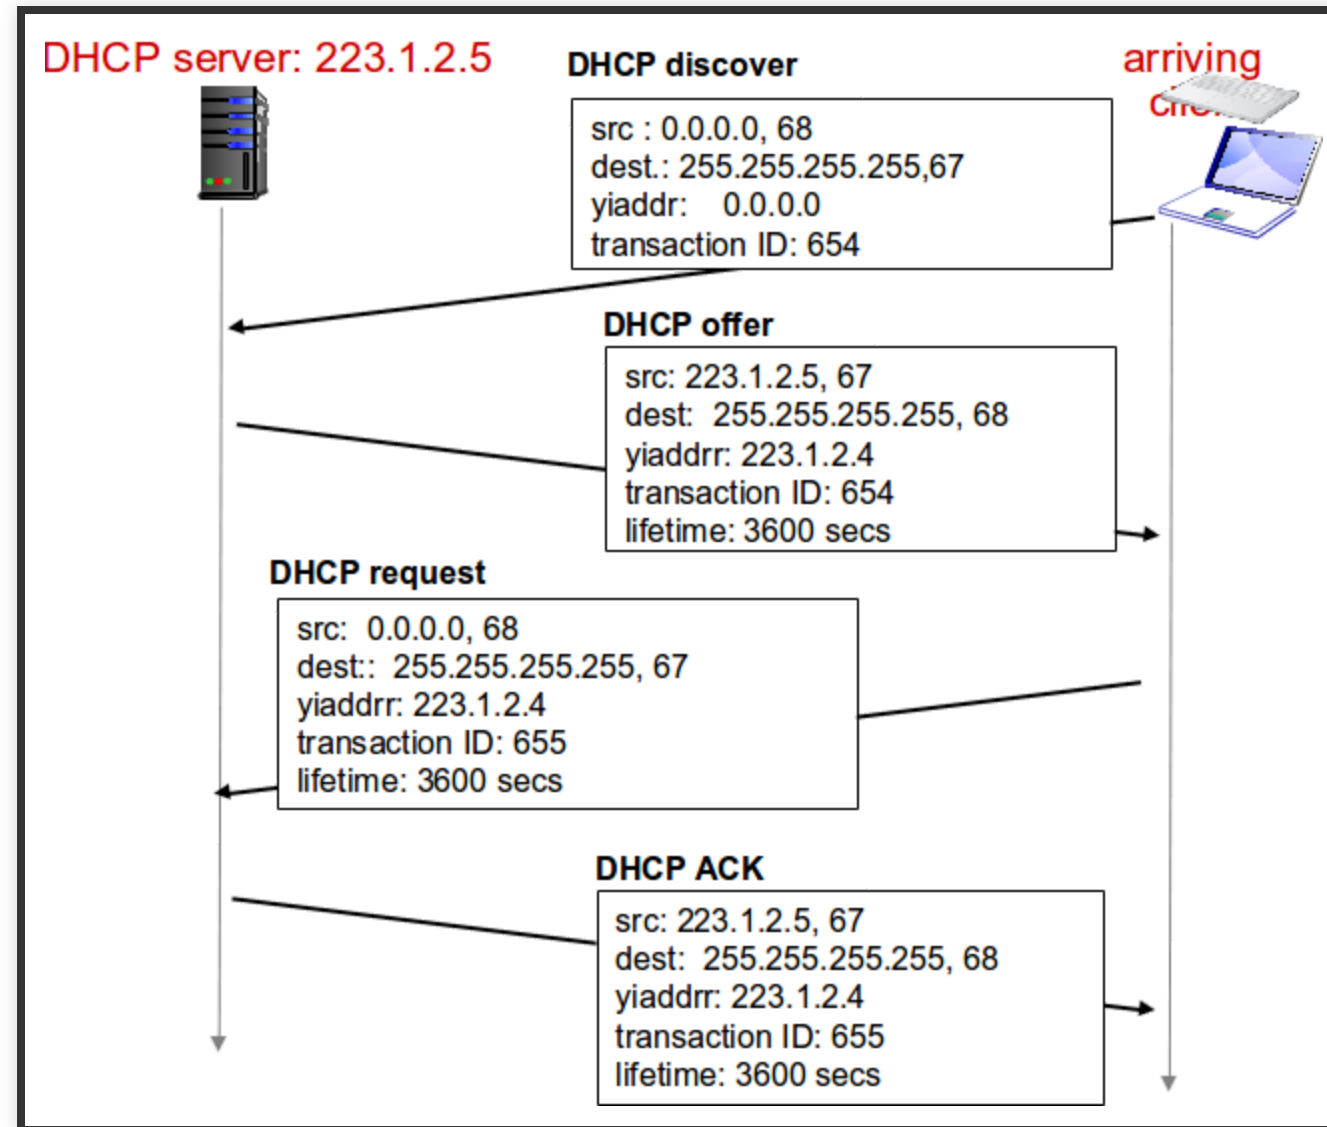 DHCP server: 223.1.2.5
DHCP discover
arriving
src : 0.0.0.0, 68
dest.: 255.255.255.255,67
yiaddr: 0.0.0.0
transaction ID: 654
DHCP offer
src: 223.1.2.5, 67
dest: 255.255.255.255, 68
yiaddrr: 223.1.2.4
transaction ID: 654
lifetime: 3600 secs
DHCP request
src: 0.0.0.0, 68
dest:: 255.255.255.255, 67
yiaddrr: 223.1.2.4
transaction ID: 655
lifetime: 3600 secs
DHCP ACK
src: 223.1.2.5, 67
dest: 255.255.255.255, 68
yiaddrr: 223.1.2.4
transaction ID: 655
lifetime: 3600 secs